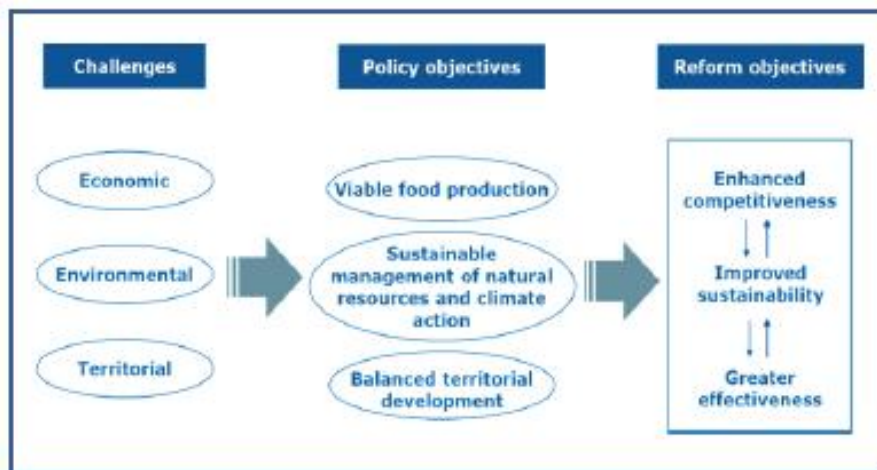 Challenges
Policy objectives
Reform objectives
Economic
Environmental
Territorial
Viable food production
Sustainable
management of natural
resources and climate
action
Balanced territorial
development
Enhanced
competitiveness
Improved
sustainability
Greater
effectiveness